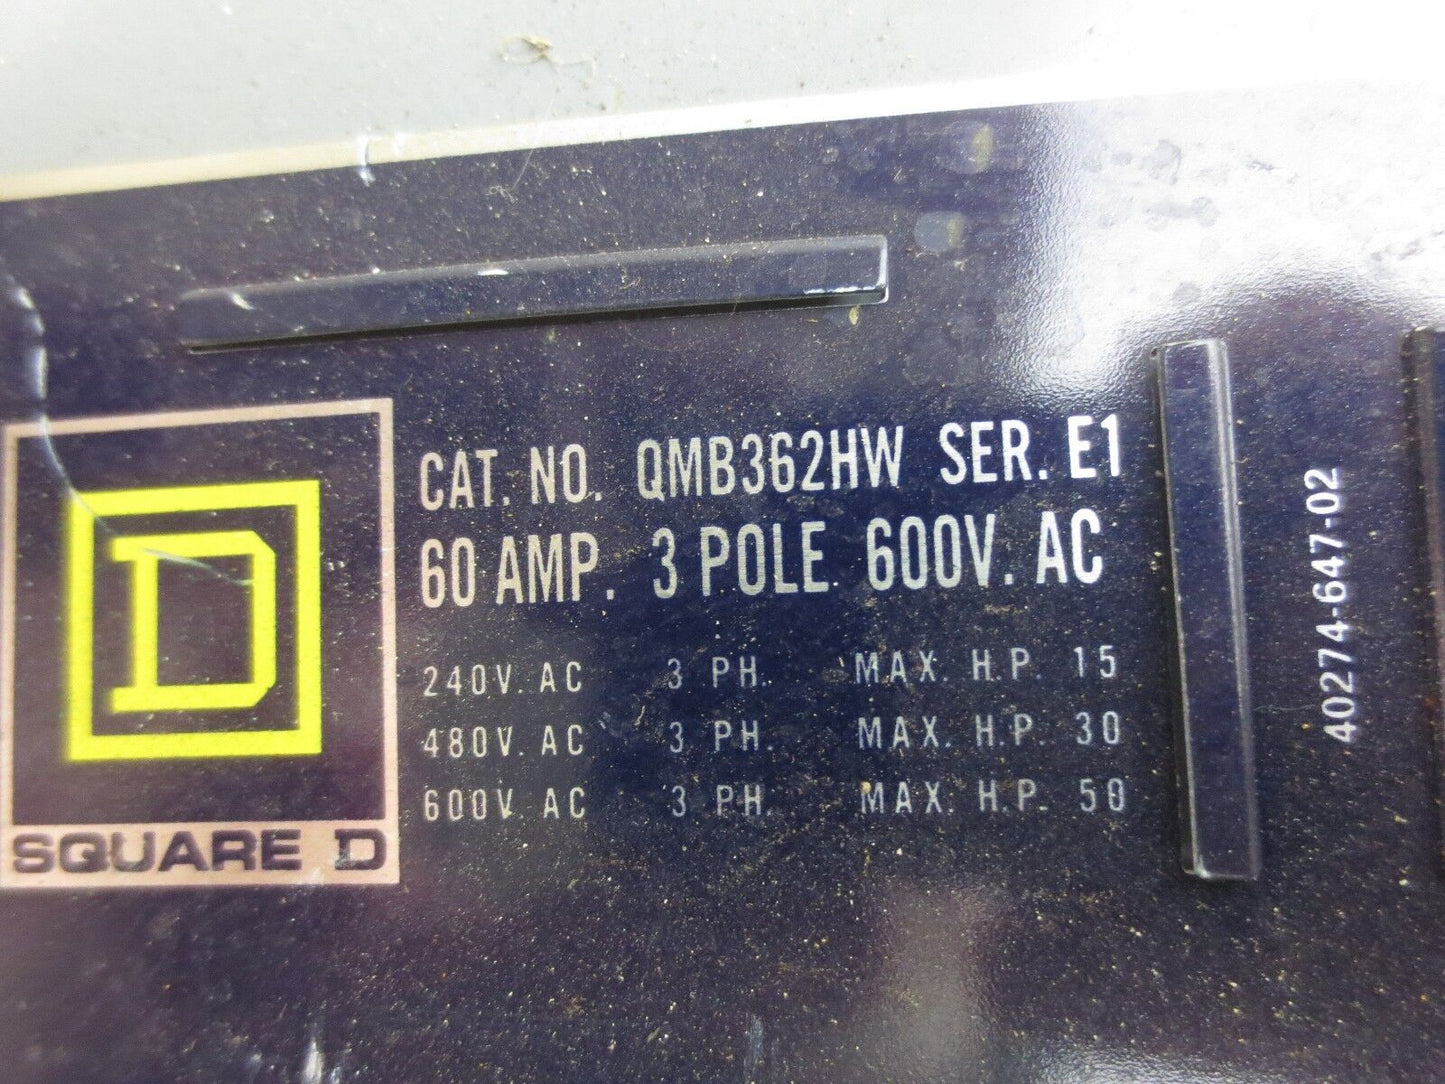 CAT. NO. QMB362HW SER. E1
60 AMP. 3 POLE 600V. AC
240V. AC 3 PH. MAX. H.P. 15
480V. AC 3 PH. MAX. H.P. 30
600V. AC 3 PH. MAX. H.P. 50
D
SQUARE D
40274-647-02